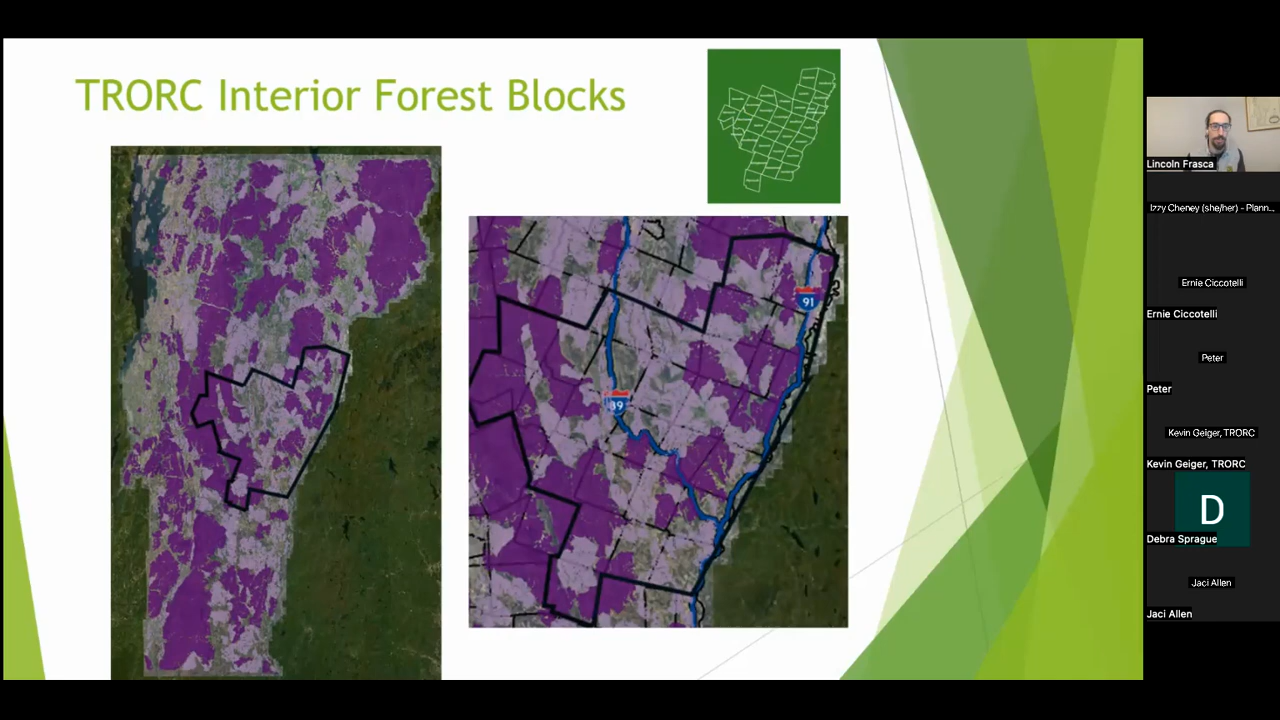 TRORC Interior Forest Blocks
91
89
Lincoln Frasca
Izzy Cheney (she/her) - Plann...
Ernie Ciccotelli
Ernie Ciccotelli
Peter
Peter
Kevin Geiger, TRORC
Kevin Geiger, TRORC
D
Debra Sprague
Jaci Allen
Jaci Allen